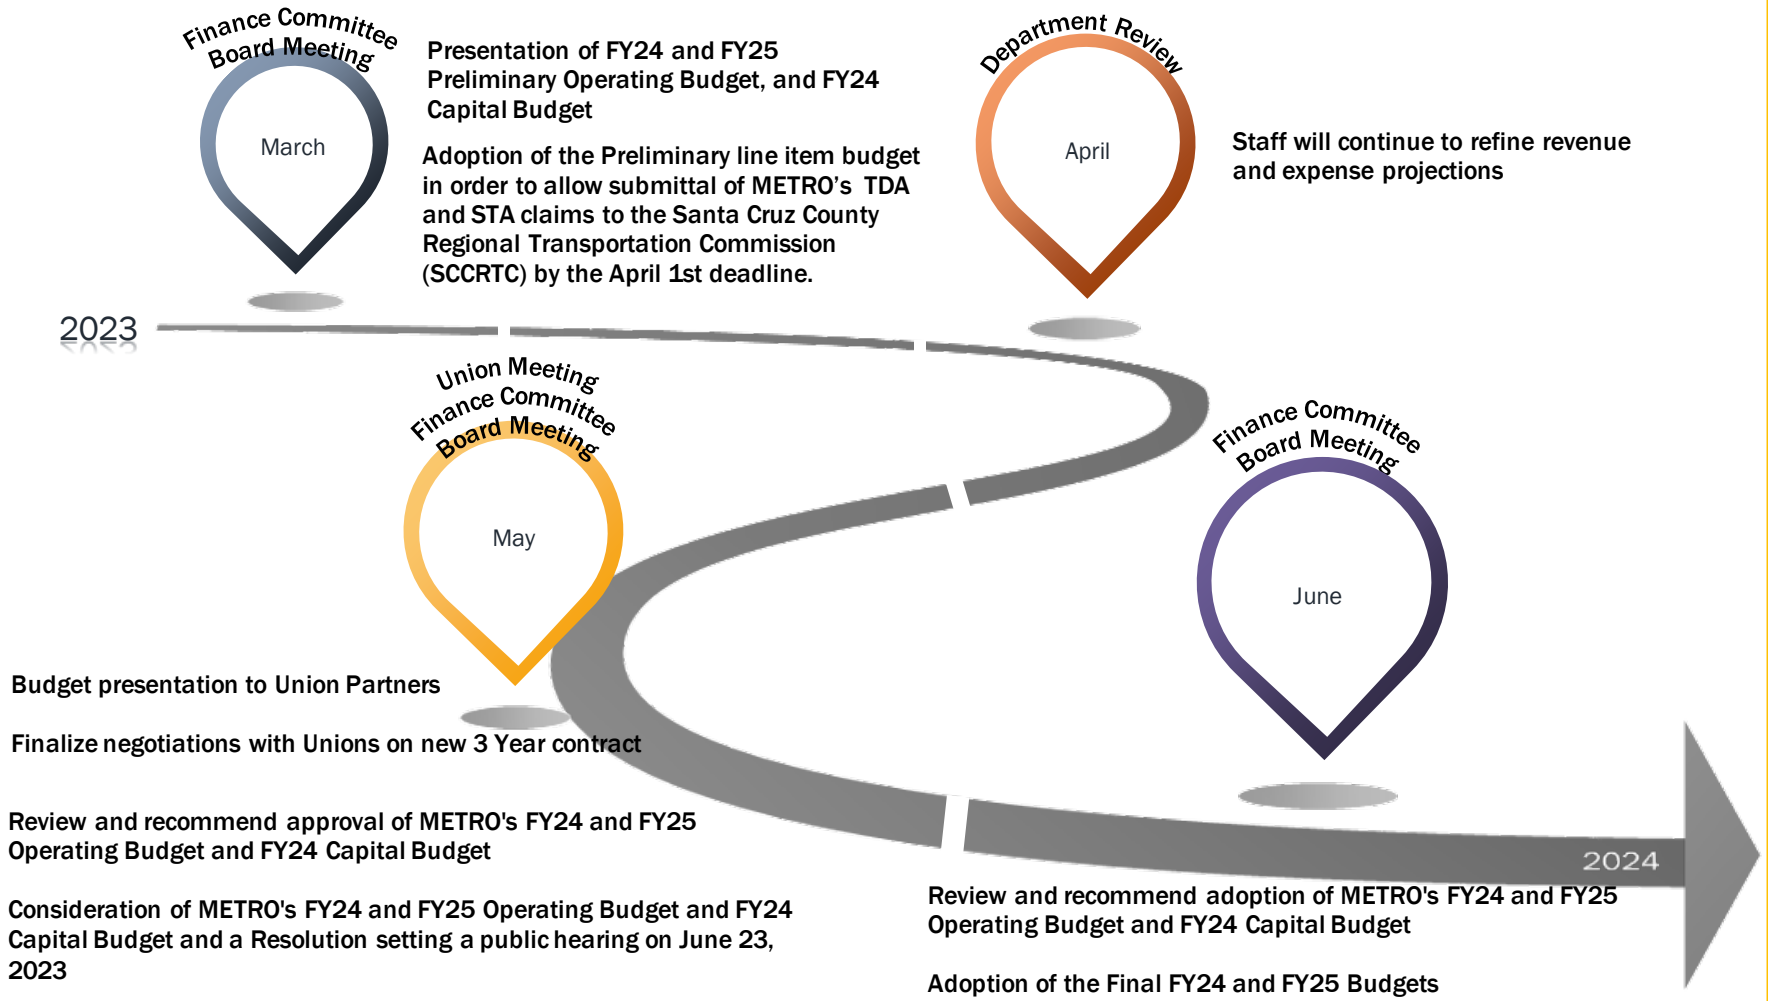 Finance Committee
Board Meeting
March
Presentation of FY24 and FY25
Preliminary Operating Budget, and FY24
Capital Budget
Adoption of the Preliminary line item budget
in order to allow submittal of METRO’s TDA
and STA claims to the Santa Cruz County
Regional Transportation Commission
(SCCRTC) by the April 1st deadline.
Department Review
April
Staff will continue to refine revenue
and expense projections
2023
Union Meeting
Finance Committee
Board Meeting
May
Budget presentation to Union Partners
Finalize negotiations with Unions on new 3 Year contract
Review and recommend approval of METRO's FY24 and FY25
Operating Budget and FY24 Capital Budget
Consideration of METRO's FY24 and FY25 Operating Budget and FY24
Capital Budget and a Resolution setting a public hearing on June 23,
2023
Finance Committee
Board Meeting
June
2024
Review and recommend adoption of METRO's FY24 and FY25
Operating Budget and FY24 Capital Budget
Adoption of the Final FY24 and FY25 Budgets